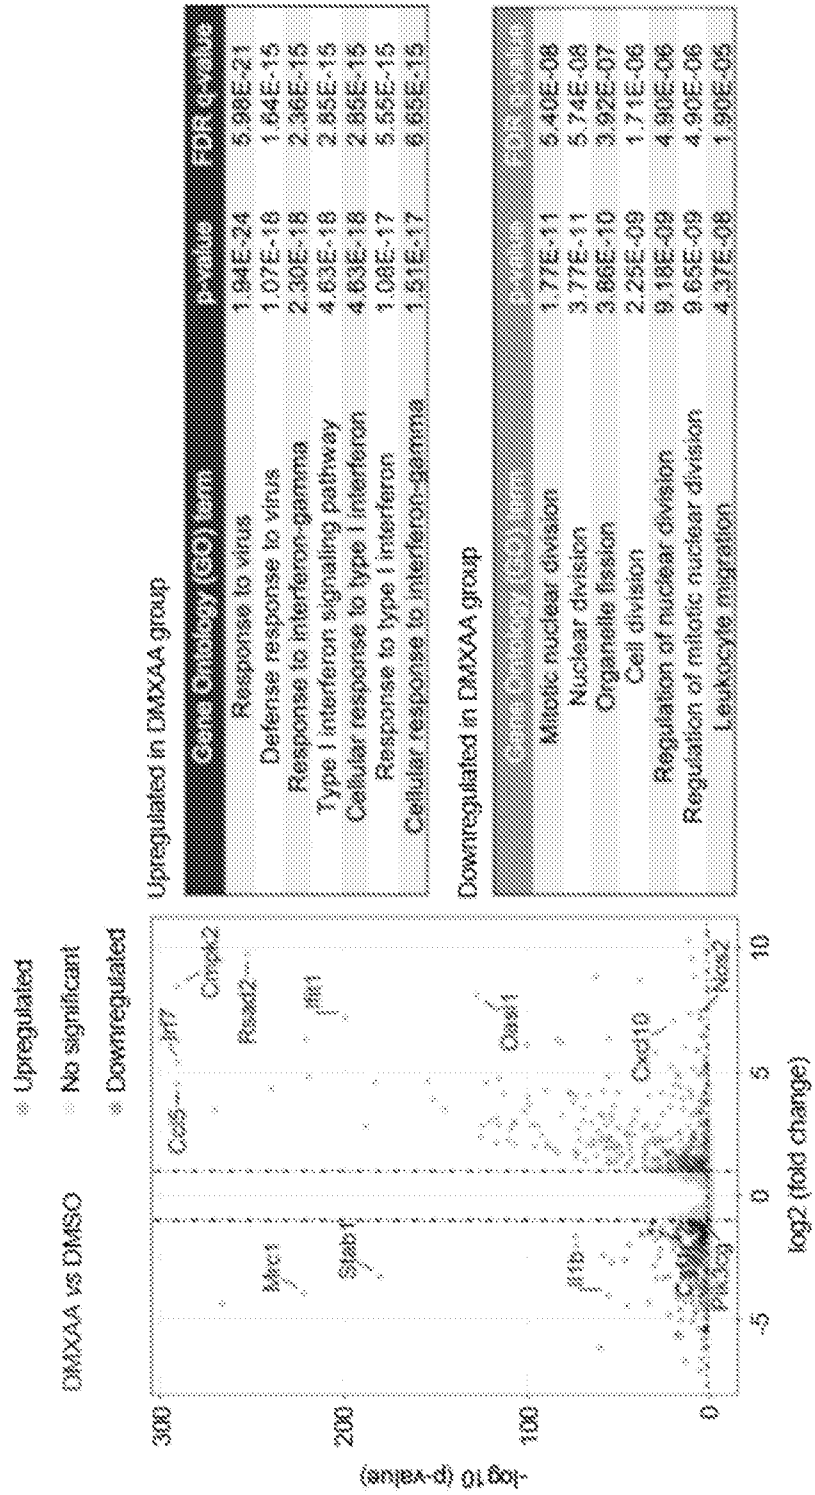 DMXAA vs DMSO
Upregulated
No significant
Downregulated
-log10 (p-value)
300
200
100
0
-5
0
5
10
log2 (fold change)
Ccl5
Irf7
Cmpk2
Rsad2
Ifit1
Oasl1
Cxcl10
Nos2
Mrc1
Stab1
Il1b
Pik3cg
Upregulated in DMXAA group
Gene Ontology (GO) term p-value FDR q-value
Response to virus 1.94E-24 5.98E-21
Defense response to virus 1.07E-18 1.64E-15
Response to interferon-gamma 2.30E-18 2.36E-15
Type I interferon signaling pathway 4.63E-18 2.85E-15
Cellular response to type I interferon 4.63E-18 2.85E-15
Response to type I interferon 1.08E-17 5.55E-15
Cellular response to interferon-gamma 1.51E-17 6.65E-15
Downregulated in DMXAA group
Gene Ontology (GO) term p-value FDR q-value
Mitotic nuclear division 1.77E-11 5.40E-08
Nuclear division 3.77E-11 5.74E-08
Organelle fission 3.86E-10 3.92E-07
Cell division 2.25E-09 1.71E-06
Regulation of nuclear division 9.18E-09 4.90E-06
Regulation of mitotic nuclear division 9.65E-09 4.90E-06
Leukocyte migration 4.37E-08 1.90E-05